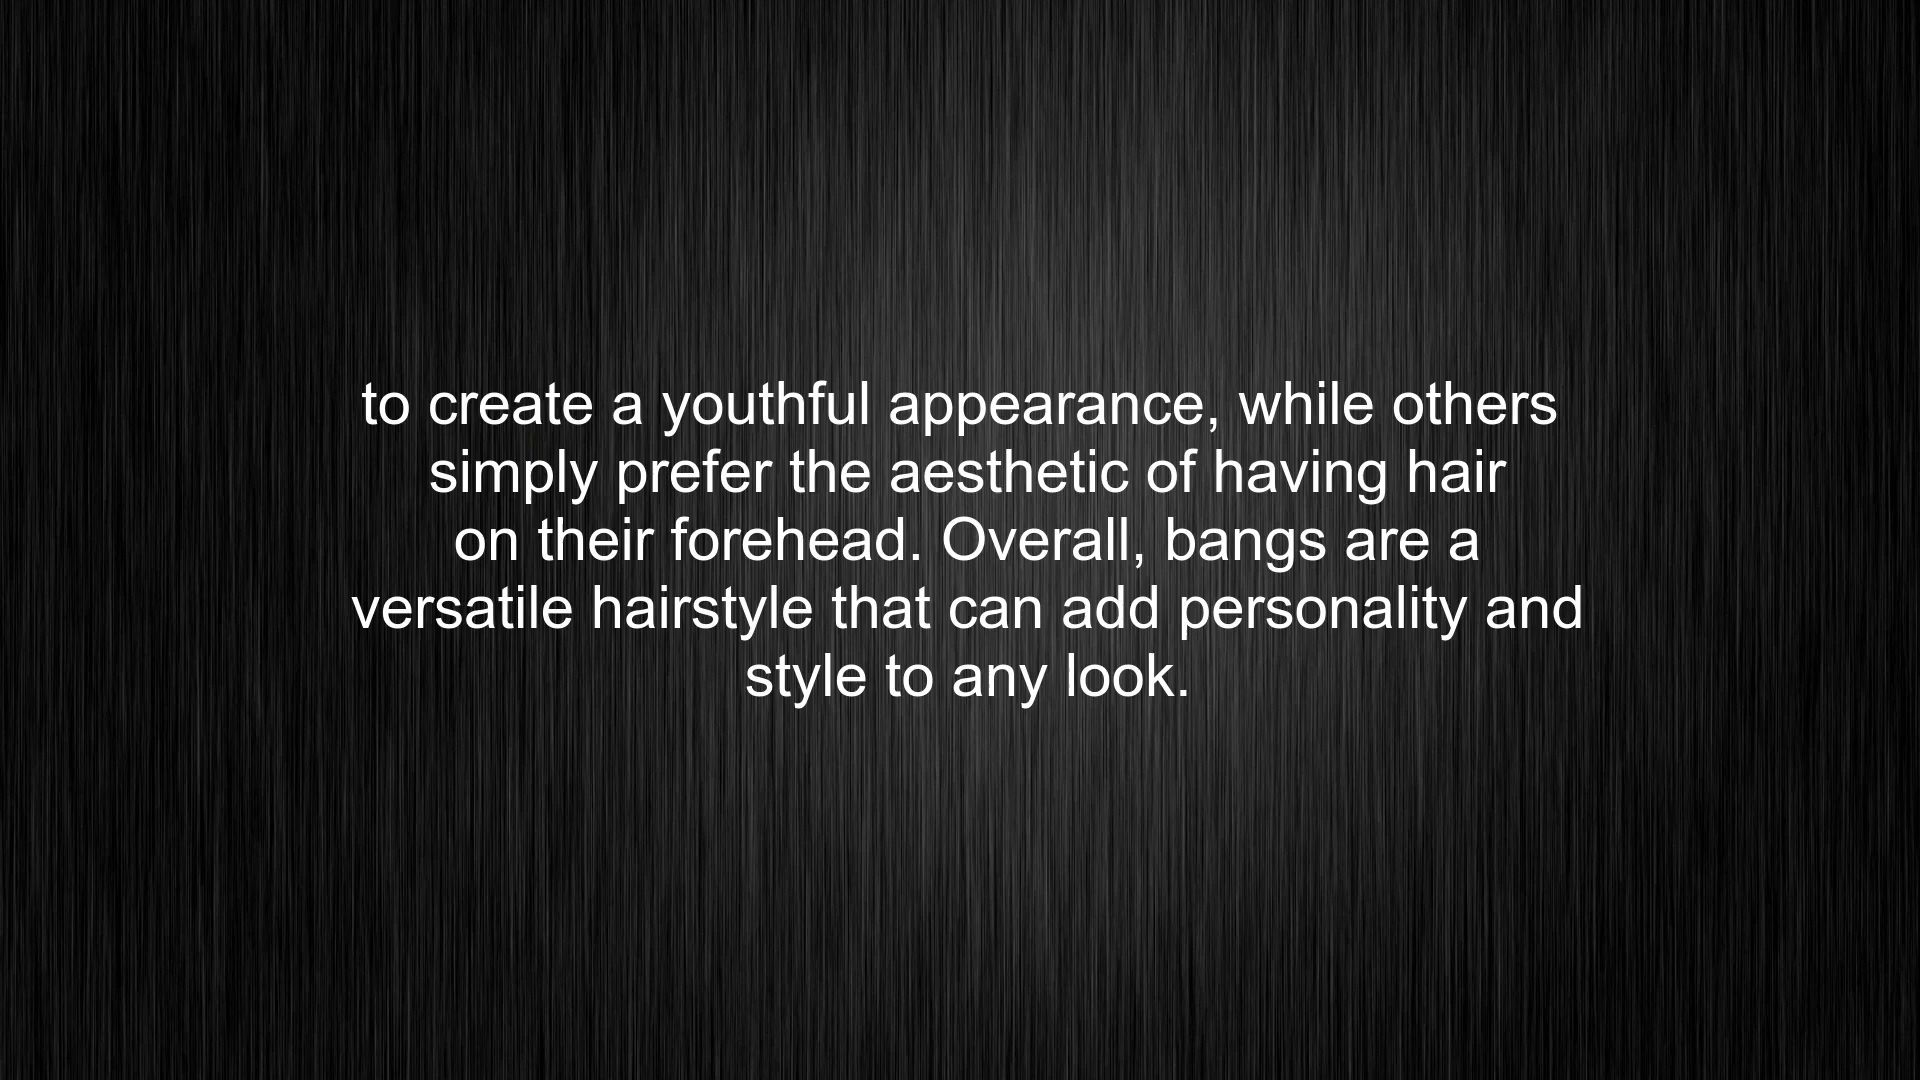 to create a youthful appearance, while others
simply prefer the aesthetic of having hair
on their forehead. Overall, bangs are a
versatile hairstyle that can add personality and
style to any look.